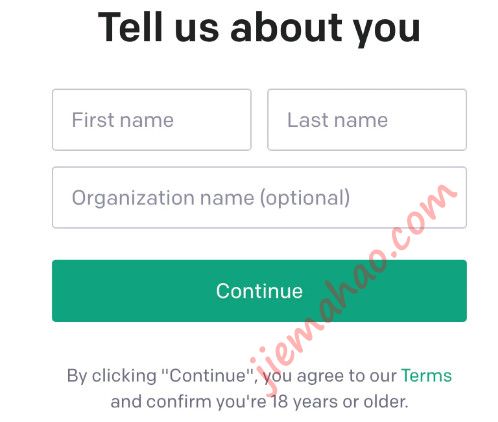 Tell us about you
First name
Last name
Organization name (optional)
Continue
jiemahao.com
By clicking "Continue", you agree to our Terms
and confirm you're 18 years or older.